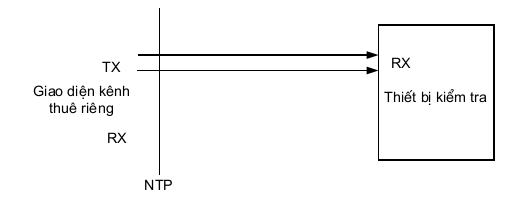 TX
RX
Giao diện kênh
thuê riêng
Thiết bị kiểm tra
RX
NTP